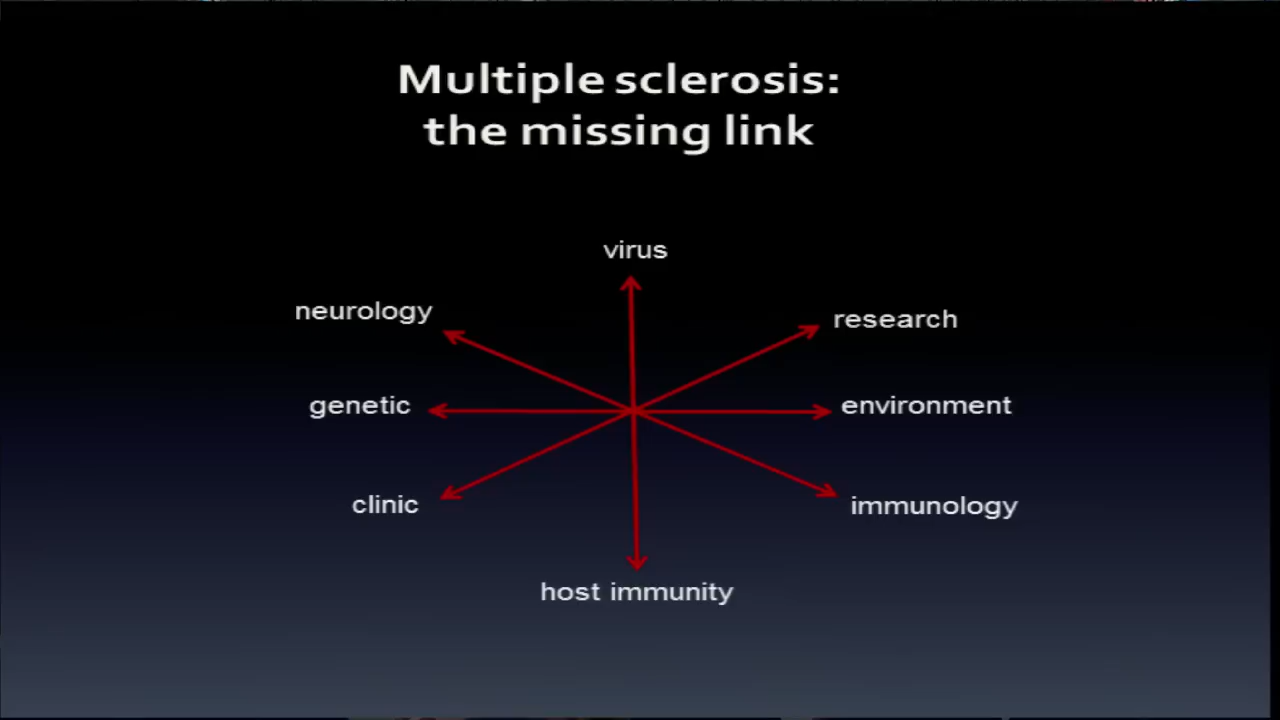 Multiple sclerosis:
the missing link
virus
neurology
research
genetic
environment
clinic
immunology
host immunity